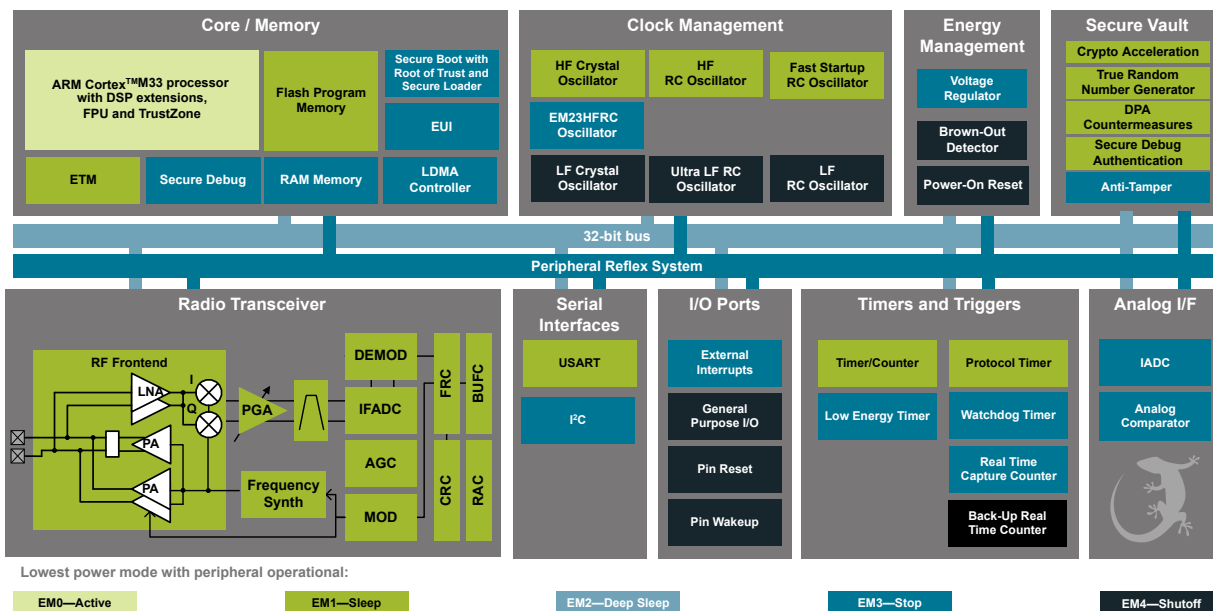 Core / Memory
ARM Cortex™M33 processor
with DSP extensions,
FPU and TrustZone
Flash Program
Memory
Secure Boot with
Root of Trust and
Secure Loader
EUI
ETM
Secure Debug
RAM Memory
LDMA
Controller
Clock Management
HF Crystal
Oscillator
HF
RC Oscillator
Fast Startup
RC Oscillator
EM23HFRC
Oscillator
LF Crystal
Oscillator
Ultra LF RC
Oscillator
LF
RC Oscillator
Energy
Management
Voltage
Regulator
Brown-Out
Detector
Power-On Reset
Secure Vault
Crypto Acceleration
True Random
Number Generator
DPA
Countermeasures
Secure Debug
Authentication
Anti-Tamper
32-bit bus
Peripheral Reflex System
Radio Transceiver
RF Frontend
LNA
I
Q
PA
PA
PGA
Frequency
Synth
DEMOD
IFADC
AGC
MOD
FRC
BUFC
CRC
RAC
Serial
Interfaces
USART
I²C
I/O Ports
External
Interrupts
General
Purpose I/O
Pin Reset
Pin Wakeup
Timers and Triggers
Timer/Counter
Protocol Timer
Low Energy Timer
Watchdog Timer
Real Time
Capture Counter
Back-Up Real
Time Counter
Analog I/F
IADC
Analog
Comparator
Lowest power mode with peripheral operational:
EM0—Active
EM1—Sleep
EM2—Deep Sleep
EM3—Stop
EM4—Shutoff